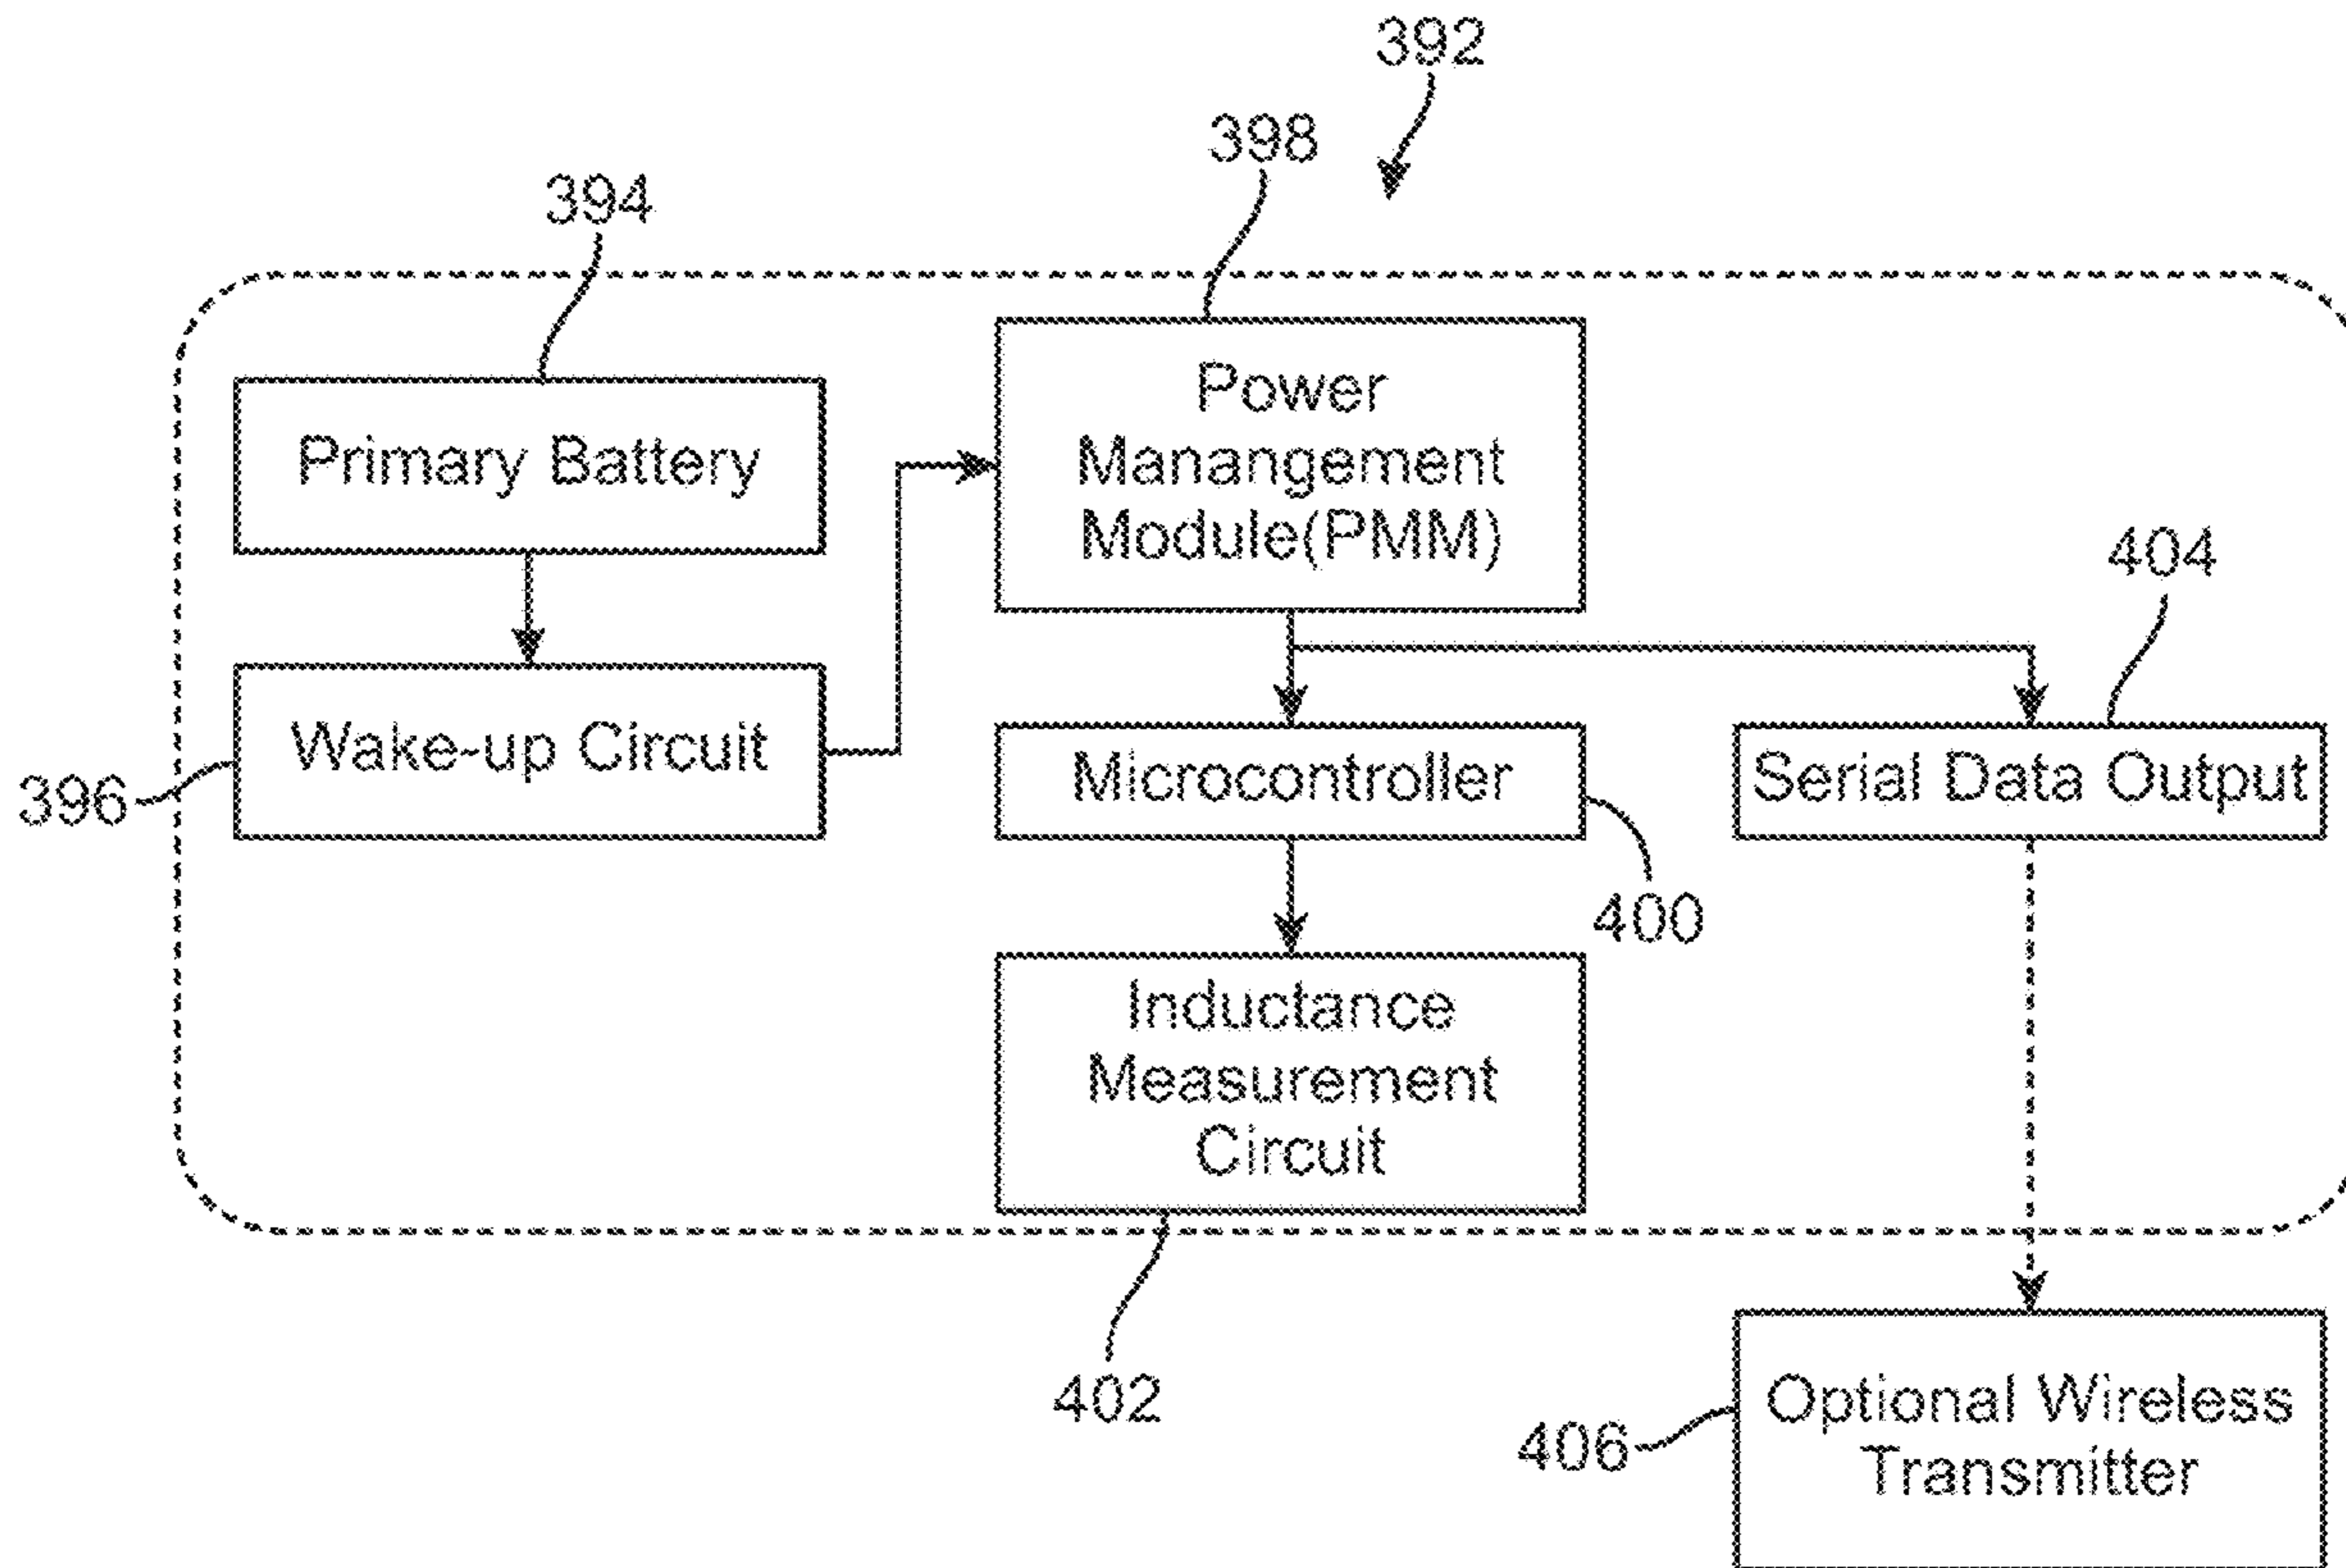 392
398
394
Primary Battery
Power
Manangement
Module(PMM)
404
Wake-up Circuit
396
Microcontroller
Serial Data Output
400
Inductance
Measurement
Circuit
402
406
Optional Wireless
Transmitter